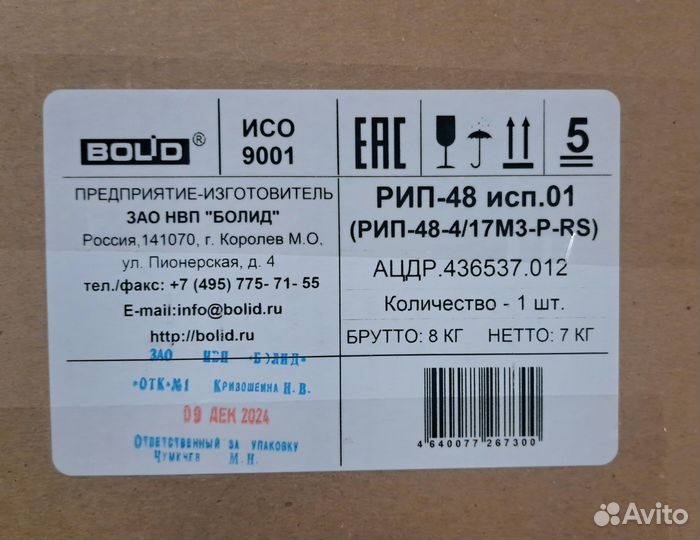 BOLID ®
ИСО
9001
EAC
5
ПРЕДПРИЯТИЕ-ИЗГОТОВИТЕЛЬ
ЗАО НВП "БОЛИД"
Россия,141070, г. Королев М.О,
ул. Пионерская, д. 4
тел./факс: +7 (495) 775- 71- 55
E-mail:info@bolid.ru
http://bolid.ru
ЗАО НВП «БОЛИД»
«ОТК»№1 Кривошеина Н. В.
09 ДЕК 2024
Ответственный за упаковку
Чумичев М. Н.
РИП-48 исп.01
(РИП-48-4/17М3-Р-RS)
АЦДР.436537.012
Количество - 1 шт.
БРУТТО: 8 КГ НЕТТО: 7 КГ
4 640077 267300
Avito